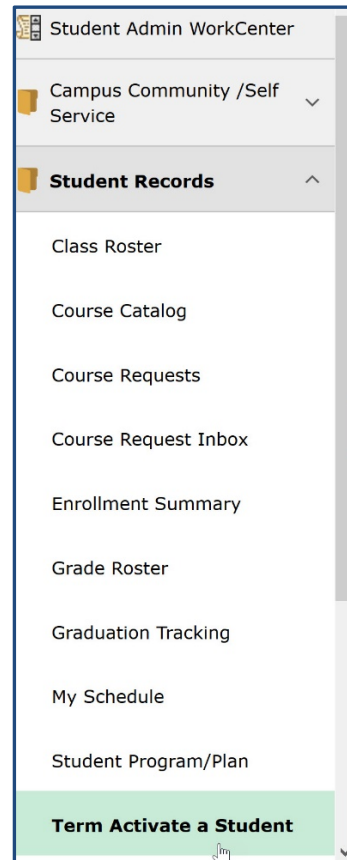 Student Admin WorkCenter
Campus Community /Self
Service
Student Records
Class Roster
Course Catalog
Course Requests
Course Request Inbox
Enrollment Summary
Grade Roster
Graduation Tracking
My Schedule
Student Program/Plan
Term Activate a Student